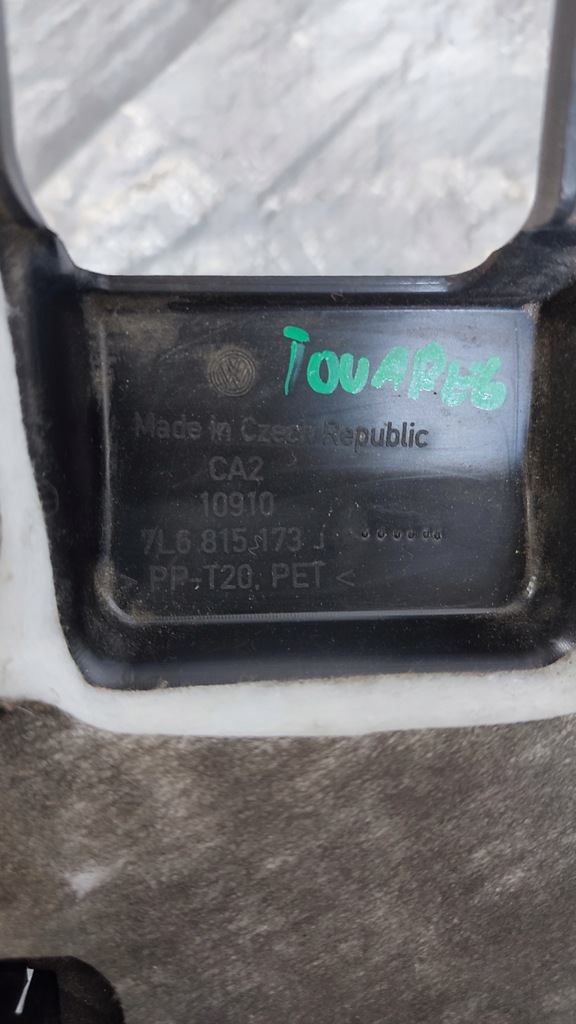 TOUAREG
Made in Czech Republic
CA2
10910
7L6 815 173 J
> PP-T20, PET <